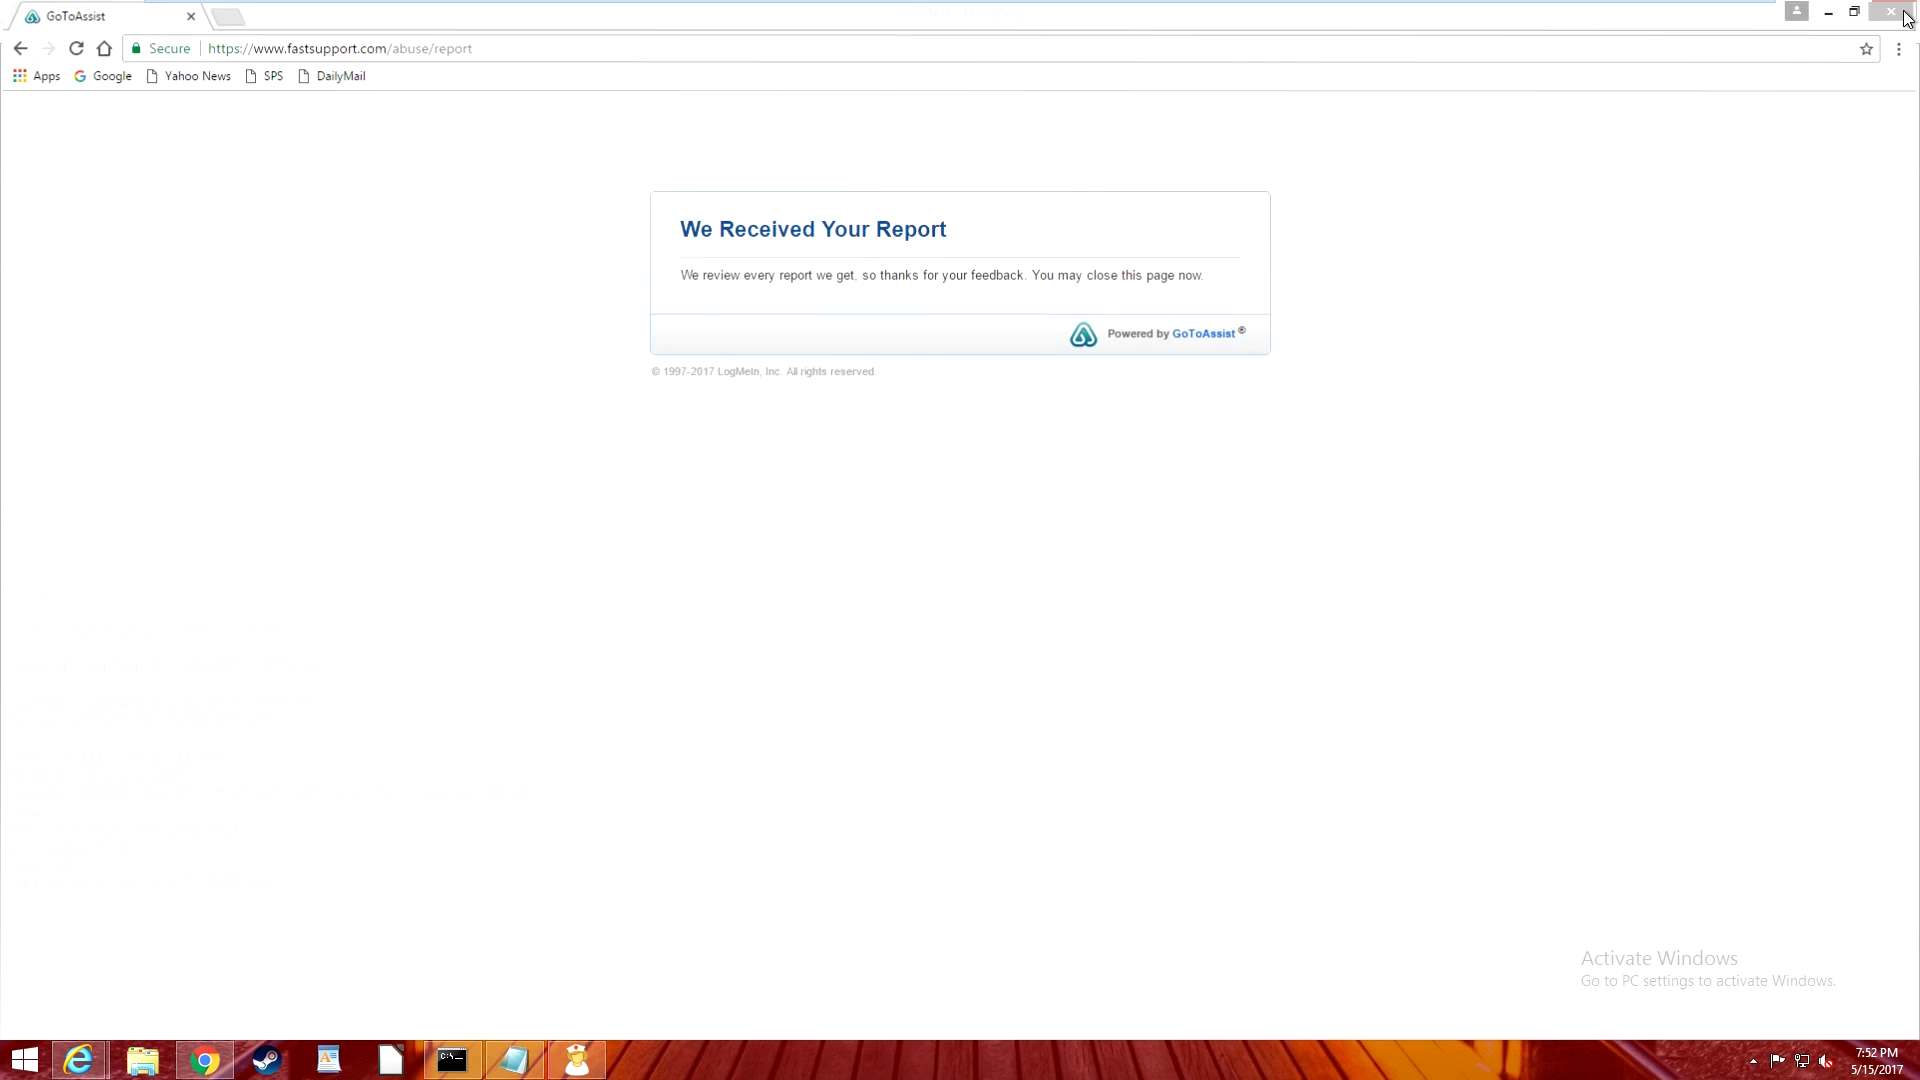 GoToAssist
Secure https://www.fastsupport.com/abuse/report
Apps Google Yahoo News SPS DailyMail
We Received Your Report
We review every report we get, so thanks for your feedback. You may close this page now.
Powered by GoToAssist ®
© 1997-2017 LogMeIn, Inc. All rights reserved.
Activate Windows
Go to PC settings to activate Windows.
C:\_
7:52 PM
5/15/2017